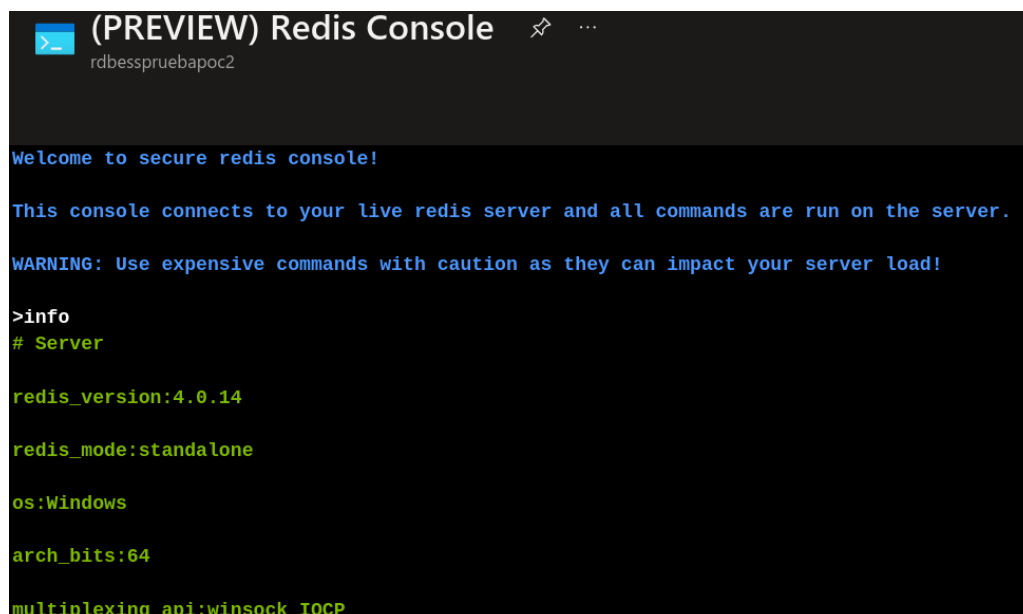 (PREVIEW) Redis Console
rdbesspruebapoc2
Welcome to secure redis console!
This console connects to your live redis server and all commands are run on the server.
WARNING: Use expensive commands with caution as they can impact your server load!
>info
# Server
redis_version:4.0.14
redis_mode:standalone
os:Windows
arch_bits:64
multiplexing_api:winsock_IOCP